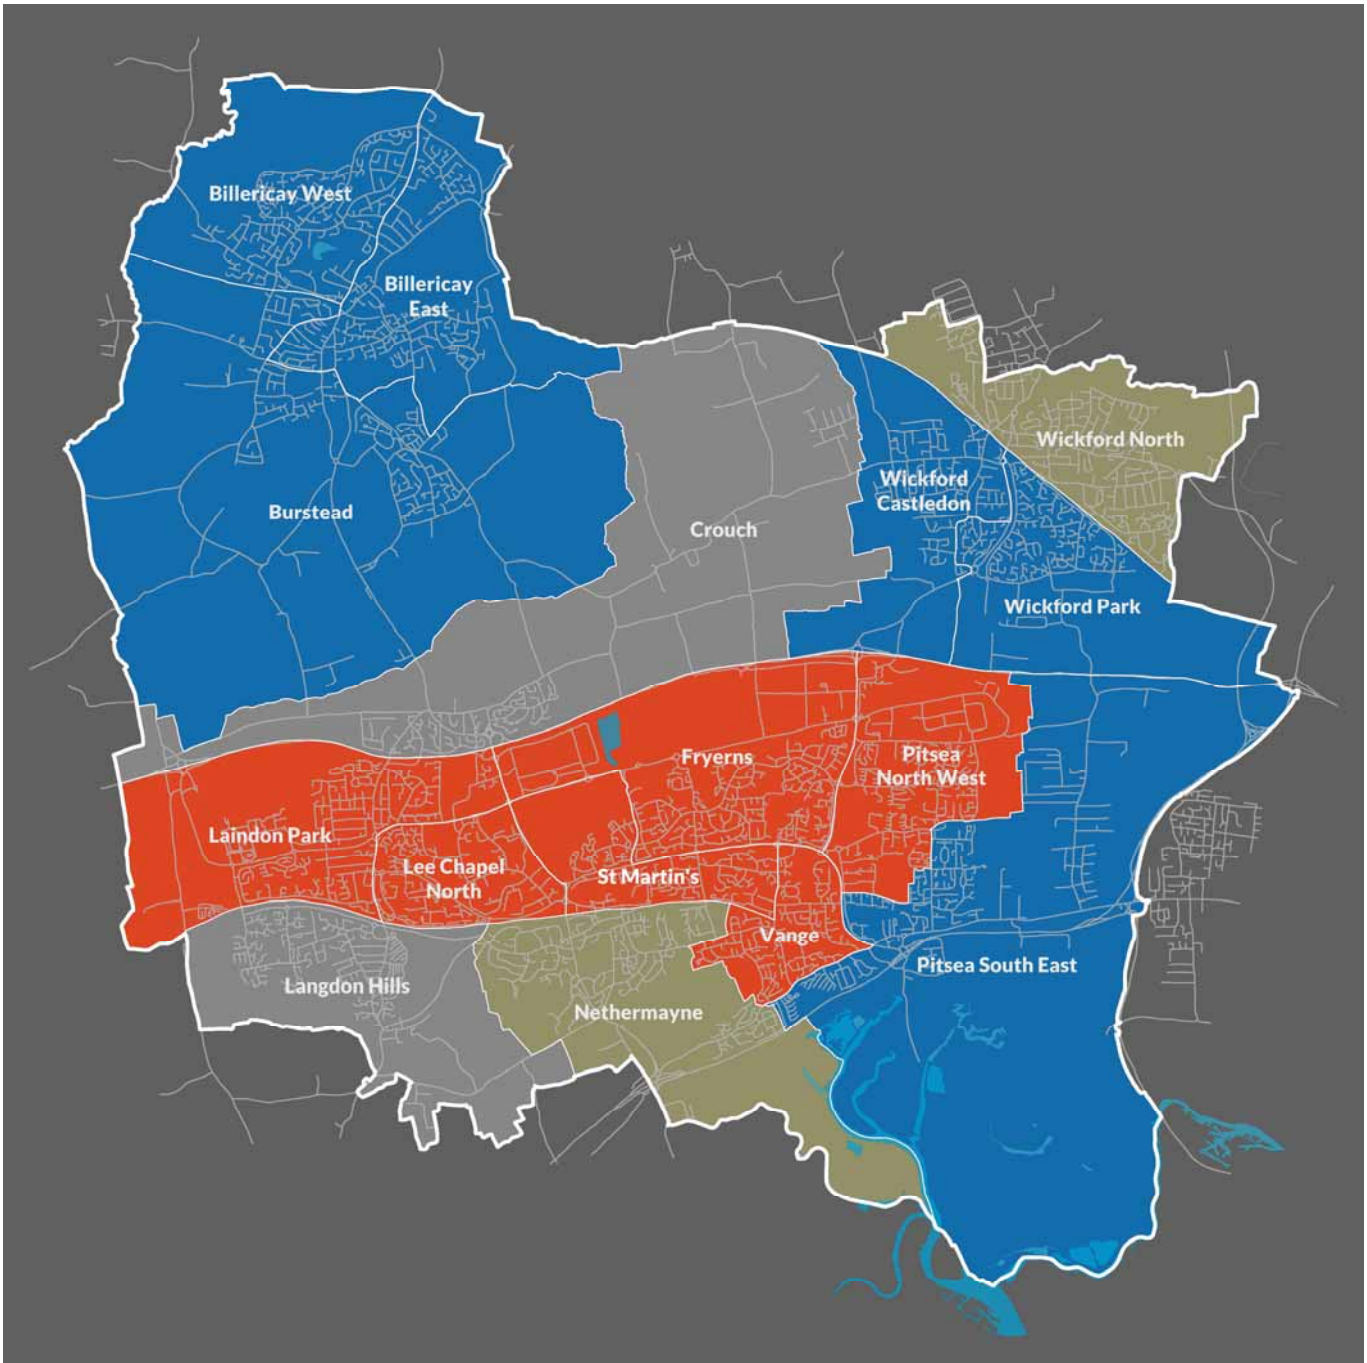 Billericay West
Billericay
East
Wickford North
Wickford
Castledon
Burstead
Crouch
Wickford Park
Fryerns
Pitsea
North West
Laindon Park
Lee Chapel
North
St Martin's
Vange
Pitsea South East
Langdon Hills
Nethermayne